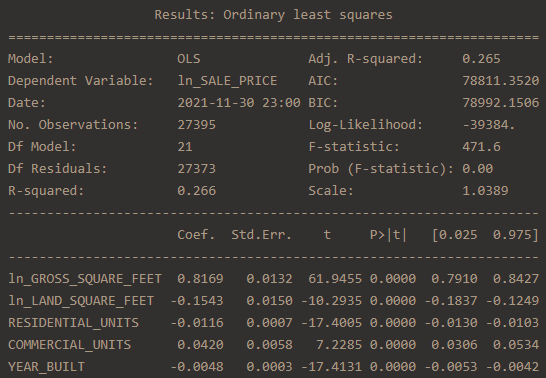 Results: Ordinary least squares
====================================================================
Model: OLS Adj. R-squared: 0.265
Dependent Variable: ln_SALE_PRICE AIC: 78811.3520
Date: 2021-11-30 23:00 BIC: 78992.1506
No. Observations: 27395 Log-Likelihood: -39384.
Df Model: 21 F-statistic: 471.6
Df Residuals: 27373 Prob (F-statistic): 0.00
R-squared: 0.266 Scale: 1.0389
--------------------------------------------------------------------
Coef. Std.Err. t P>|t| [0.025 0.975]
--------------------------------------------------------------------
ln_GROSS_SQUARE_FEET 0.8169 0.0132 61.9455 0.0000 0.7910 0.8427
ln_LAND_SQUARE_FEET -0.1543 0.0150 -10.2935 0.0000 -0.1837 -0.1249
RESIDENTIAL_UNITS -0.0116 0.0007 -17.4005 0.0000 -0.0130 -0.0103
COMMERCIAL_UNITS 0.0420 0.0058 7.2285 0.0000 0.0306 0.0534
YEAR_BUILT -0.0048 0.0003 -17.4131 0.0000 -0.0053 -0.0042